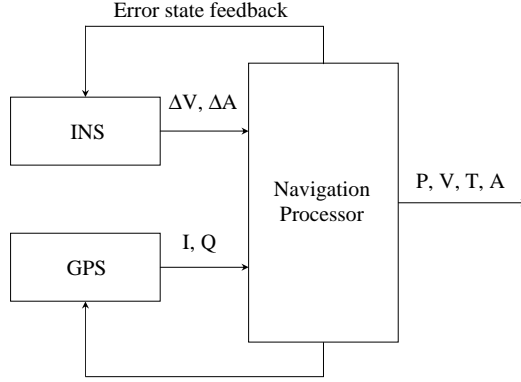 Error state feedback
ΔV, ΔA
INS
Navigation
Processor
P, V, T, A
I, Q
GPS